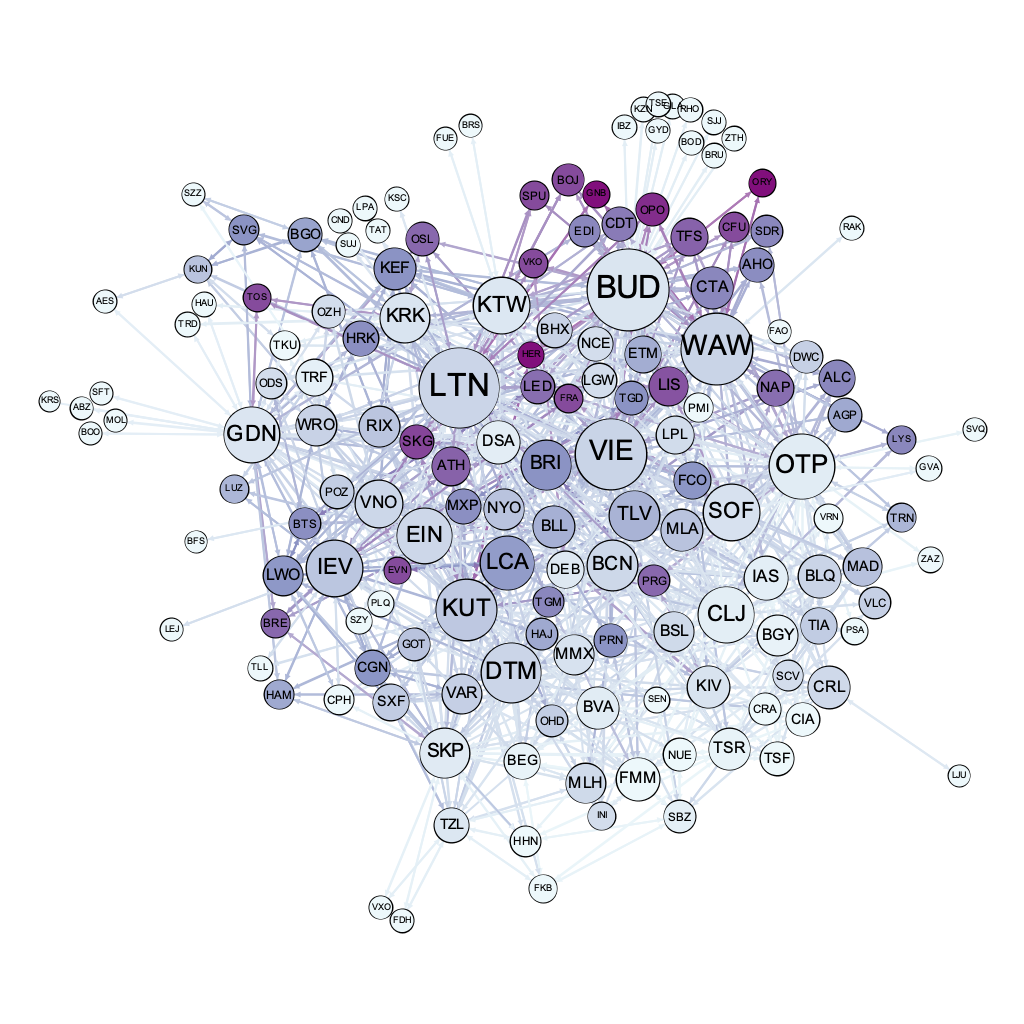 KZN
TSE
GLA
RHO
IBZ
GYD
SJJ
BOD
ZTH
BRU
FUE
BRS
SZZ
KSC
LPA
CND
TAT
SUJ
BOJ
SPU
GNB
ORY
OPO
CDT
EDI
TFS
CFU
SDR
RAK
SVG
BGO
OSL
VKO
AHO
KUN
KEF
BUD
CTA
AES
HAU
TRD
TOS
OZH
KRK
KTW
BHX
HRK
TKU
NCE
ETM
HER
WAW
FAO
DWC
ODS
TRF
LTN
LED
LGW
FRA
TGD
LIS
PMI
NAP
ALC
AGP
KRS
SFT
ABZ
MOL
BOO
GDN
WRO
RIX
SKG
DSA
LPL
LYS
SVQ
ATH
BRI
VIE
OTP
GVA
FCO
LUZ
POZ
VNO
MXP
NYO
BTS
BFS
EIN
BLL
TLV
MLA
SOF
VRN
TRN
ZAZ
IEV
LWO
EVN
LCA
DEB
BCN
PRG
IAS
BLQ
MAD
PLQ
SZY
KUT
TGM
CLJ
VLC
LEJ
BRE
GOT
HAJ
PRN
BSL
BGY
TIA
PSA
TLL
CGN
MMX
DTM
SCV
HAM
CPH
SXF
VAR
KIV
CRL
SEN
CRA
CIA
OHD
BVA
SKP
BEG
NUE
TSR
TSF
MLH
FMM
LJU
INI
SBZ
TZL
HHN
FKB
VXO
FDH